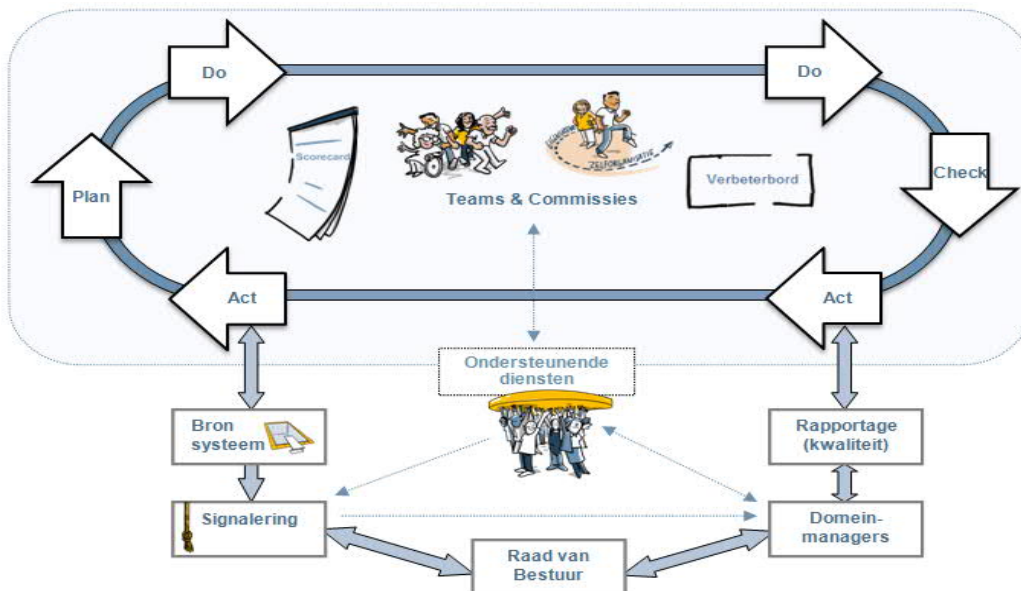 Do
Do
Scorecard
ZELFORGANISATIE
Plan
Check
Verbeterbord
Teams & Commissies
Act
Act
Ondersteunende
diensten
Bron
systeem
Rapportage
(kwaliteit)
Signalering
Domein-
managers
Raad van
Bestuur